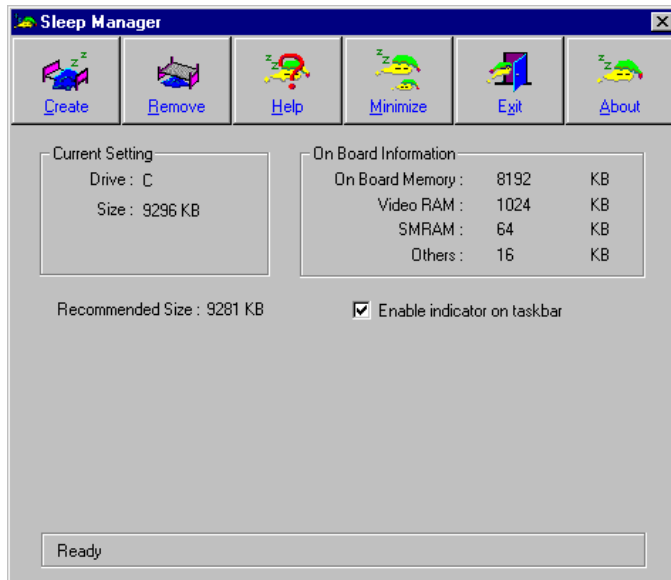 Sleep Manager
Create Remove Help Minimize Exit About
Current Setting
Drive : C
Size : 9296 KB
On Board Information
On Board Memory : 8192 KB
Video RAM : 1024 KB
SMRAM : 64 KB
Others : 16 KB
Recommended Size : 9281 KB
Enable indicator on taskbar
Ready